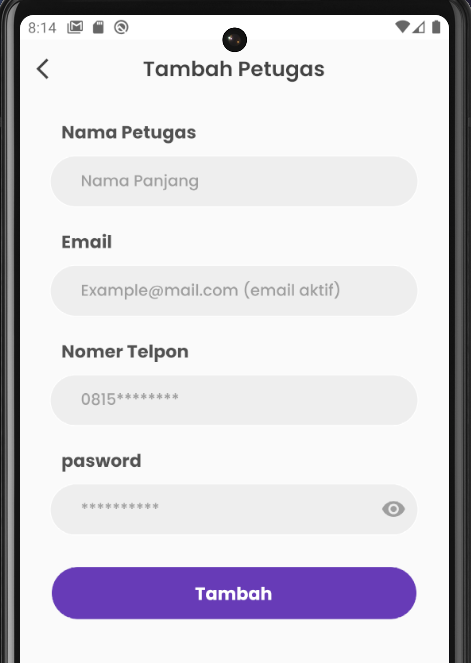 8:14
Tambah Petugas
Nama Petugas
Nama Panjang
Email
Example@mail.com (email aktif)
Nomer Telpon
0815********
pasword
**********
Tambah